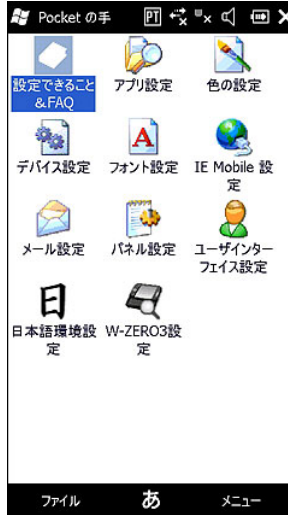 Pocket の手 PT
設定できること
&FAQ
アプリ設定
色の設定
デバイス設定
フォント設定
IE Mobile 設
定
メール設定
パネル設定
ユーザインター
フェイス設定
日本語環境設
定
W-ZERO3設
定
ファイル あ メニュー